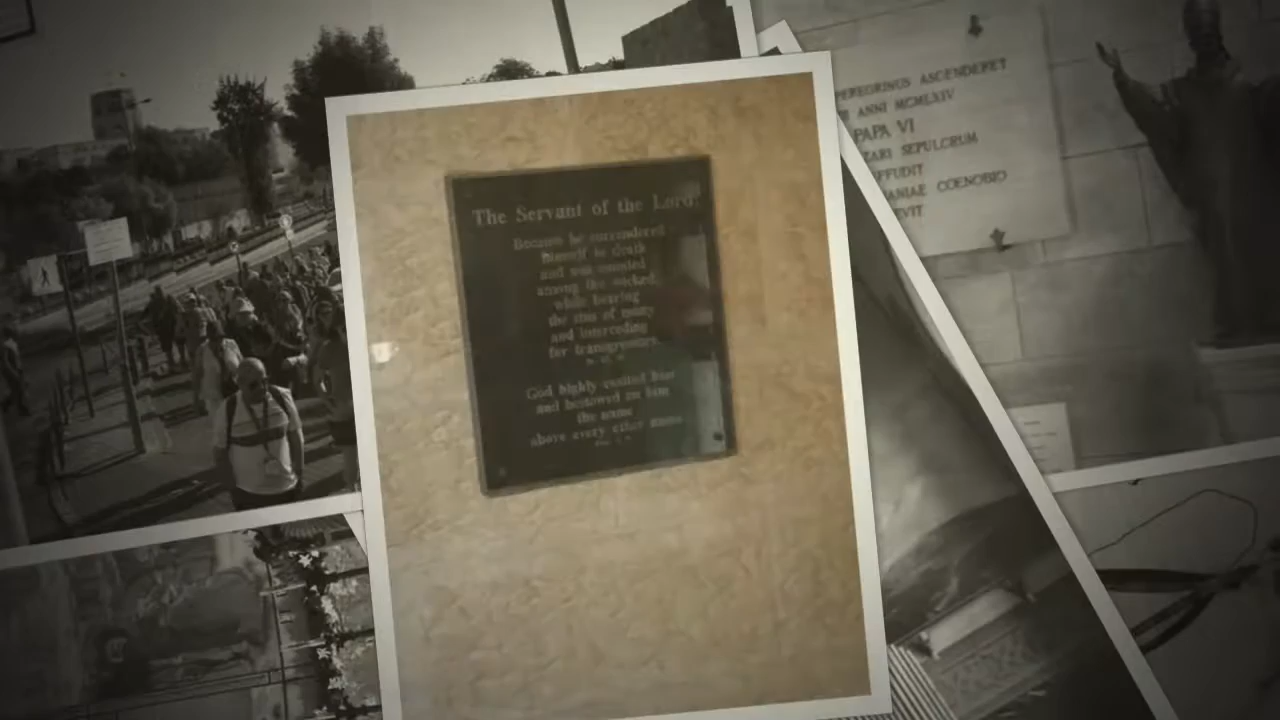 The Servant of the Lord:
Because he surrendered
himself to death
and was counted
among the wicked,
while bearing
the sins of many
and interceding
for transgressors.
God highly exalted him
and bestowed on him
the name
above every other name
PEREGRINUS ASCENDERET
ANNI MCMLXIV
PAPA VI
SEPULCRUM
COENOBIO